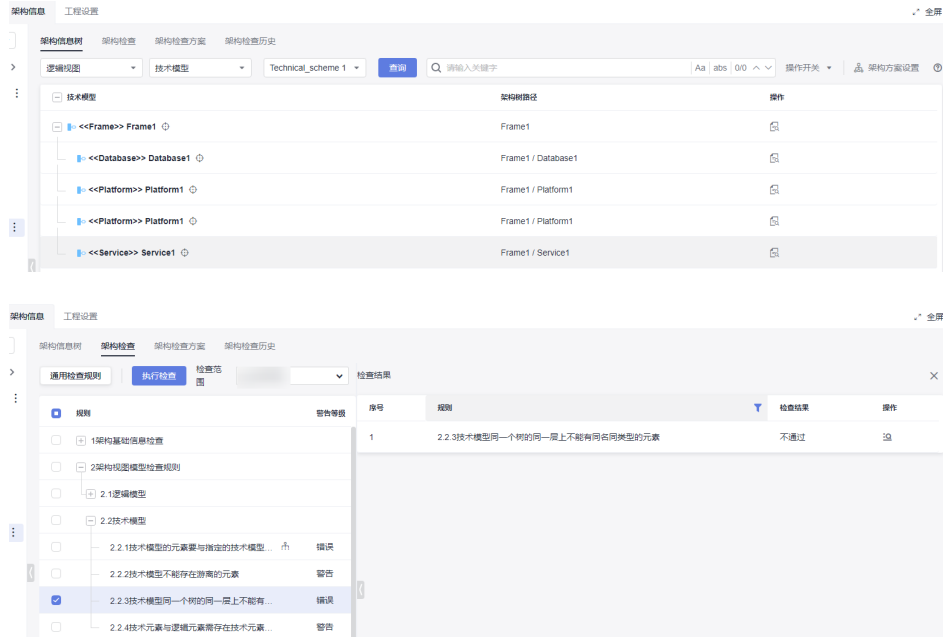 架构信息 工程设置 全屏
架构信息树 架构检查 架构检查方案 架构检查历史
逻辑视图 技术模型 Technical_scheme 1 查询 请输入关键字 Aa abs 0/0 操作开关 架构方案设置
技术模型 架构树路径 操作
<<Frame>> Frame1 Frame1
<<Database>> Database1 Frame1 / Database1
<<Platform>> Platform1 Frame1 / Platform1
<<Platform>> Platform1 Frame1 / Platform1
<<Service>> Service1 Frame1 / Service1
架构信息 工程设置 全屏
架构信息树 架构检查 架构检查方案 架构检查历史
通用检查规则 执行检查 检查范围 检查结果
规则 警告等级 序号 规则 检查结果 操作
1架构基础信息检查 1 2.2.3技术模型同一个树的同一层上不能有同名同类型的元素 不通过
2架构视图模型检查规则
2.1逻辑模型
2.2技术模型
2.2.1技术模型的元素要与指定的技术模型... 错误
2.2.2技术模型不能存在游离的元素 警告
2.2.3技术模型同一个树的同一层上不能有... 错误
2.2.4技术元素与逻辑元素需存在技术元素... 警告